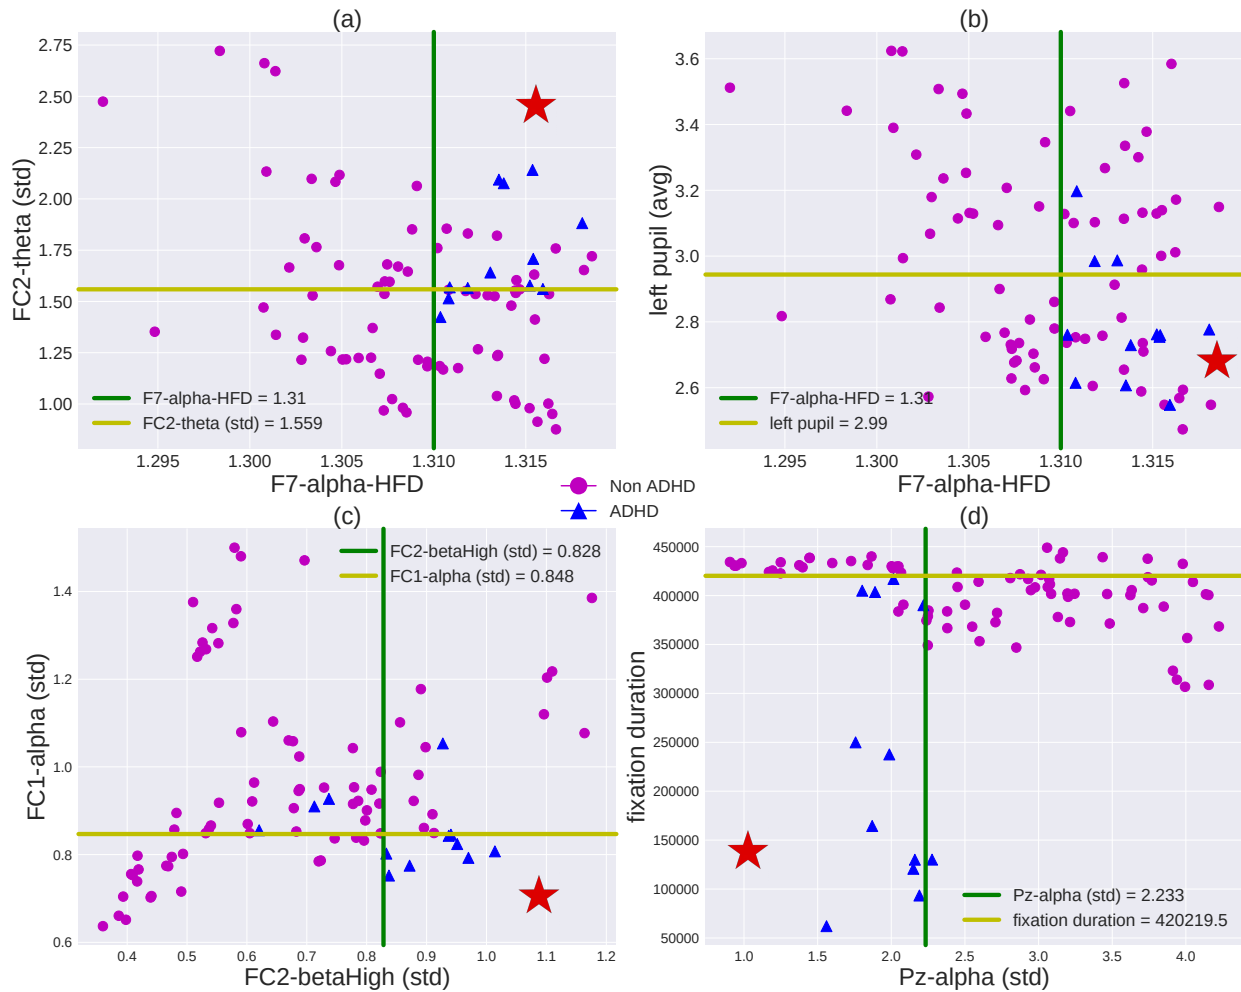 (a)
2.75
2.50
2.25
2.00
1.75
1.50
1.25
1.00
FC2-theta (std)
F7-alpha-HFD = 1.31
FC2-theta (std) = 1.559
1.295 1.300 1.305 1.310 1.315
F7-alpha-HFD
(b)
3.6
3.4
3.2
3.0
2.8
2.6
left pupil (avg)
F7-alpha-HFD = 1.31
left pupil = 2.99
1.295 1.300 1.305 1.310 1.315
F7-alpha-HFD
Non ADHD
ADHD
(c)
1.4
1.2
1.0
0.8
0.6
FC1-alpha (std)
FC2-betaHigh (std) = 0.828
FC1-alpha (std) = 0.848
0.4 0.5 0.6 0.7 0.8 0.9 1.0 1.1 1.2
FC2-betaHigh (std)
(d)
450000
400000
350000
300000
250000
200000
150000
100000
50000
fixation duration
Pz-alpha (std) = 2.233
fixation duration = 420219.5
1.0 1.5 2.0 2.5 3.0 3.5 4.0
Pz-alpha (std)